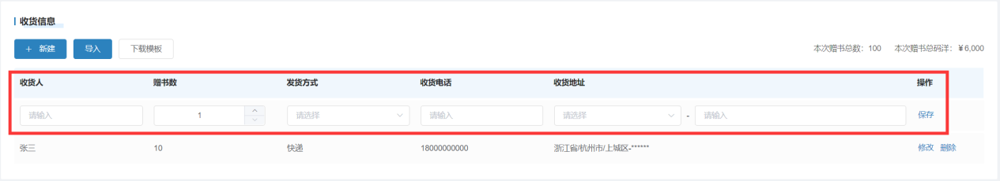 收货信息
+ 新建 导入 下载模板 本次赠书总数：100 本次赠书总码洋：￥6,000
收货人 赠书数 发货方式 收货电话 收货地址 操作
请输入 1 请选择 请输入 请选择 - 请输入 保存
张三 10 快递 18000000000 浙江省/杭州市/上城区-****** 修改 删除